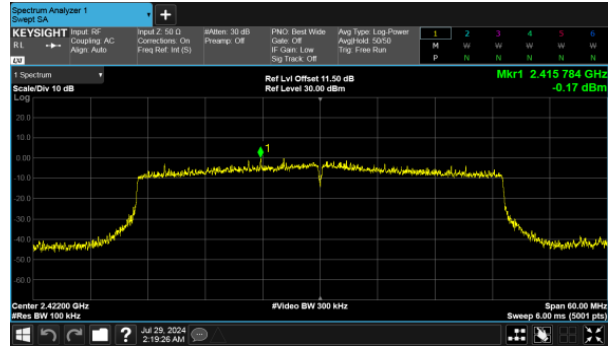 Spectrum Analyzer 1
Swept SA
+
KEYSIGHT Input: RF Input Z: 50 Ω #Atten: 30 dB PNO: Best Wide Avg Type: Log-Power 1 2 3 4 5 6
RL Coupling: AC Corrections: On Preamp: Off Gate: Off Avg|Hold: 50/50 M W W W W W
Align: Auto Freq Ref: Int (S) IF Gain: Low Trig: Free Run
Sig Track: Off P N N N N N
LXI
1 Spectrum Ref Lvl Offset 11.50 dB Mkr1 2.415 784 GHz
Scale/Div 10 dB Ref Level 30.00 dBm -0.17 dBm
Log
20.0
10.0
0.00
-10.0
-20.0
-30.0
-40.0
-50.0
-60.0
1
Center 2.42200 GHz #Video BW 300 kHz Span 60.00 MHz
#Res BW 100 kHz Sweep 6.00 ms (5001 pts)
? Jul 29, 2024
2:19:26 AM